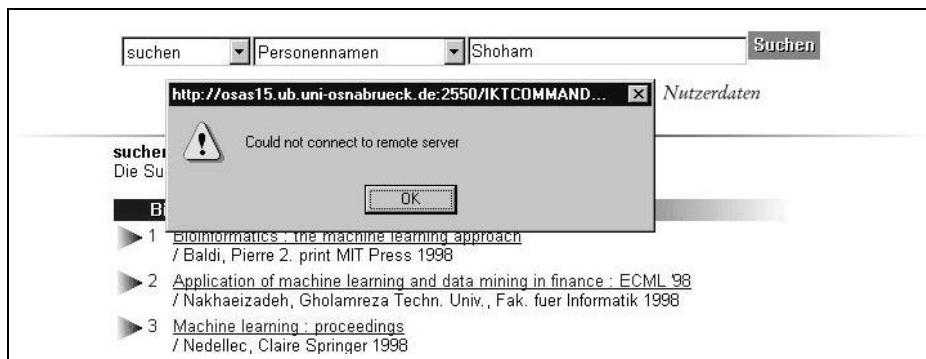 suchen Personennamen Shoham Suchen
http://osas15.ub.uni-osnabrueck.de:2550/IKTCOMMAND...
Nutzerdaten
Could not connect to remote server
OK
suchen
Die Su
Bi
1 Bioinformatics : the machine learning approach
/ Baldi, Pierre 2. print MIT Press 1998
2 Application of machine learning and data mining in finance : ECML '98
/ Nakhaeizadeh, Gholamreza Techn. Univ., Fak. fuer Informatik 1998
3 Machine learning : proceedings
/ Nedellec, Claire Springer 1998